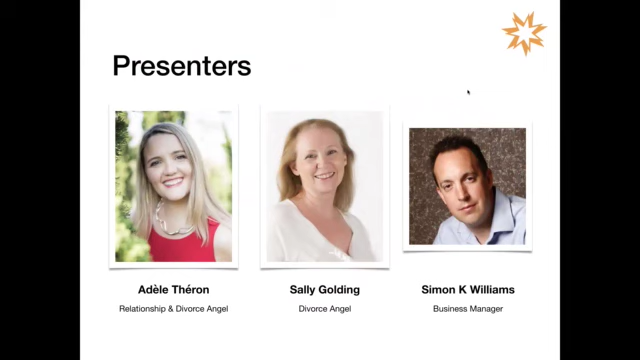 Presenters
Adèle Théron
Relationship & Divorce Angel
Sally Golding
Divorce Angel
Simon K Williams
Business Manager